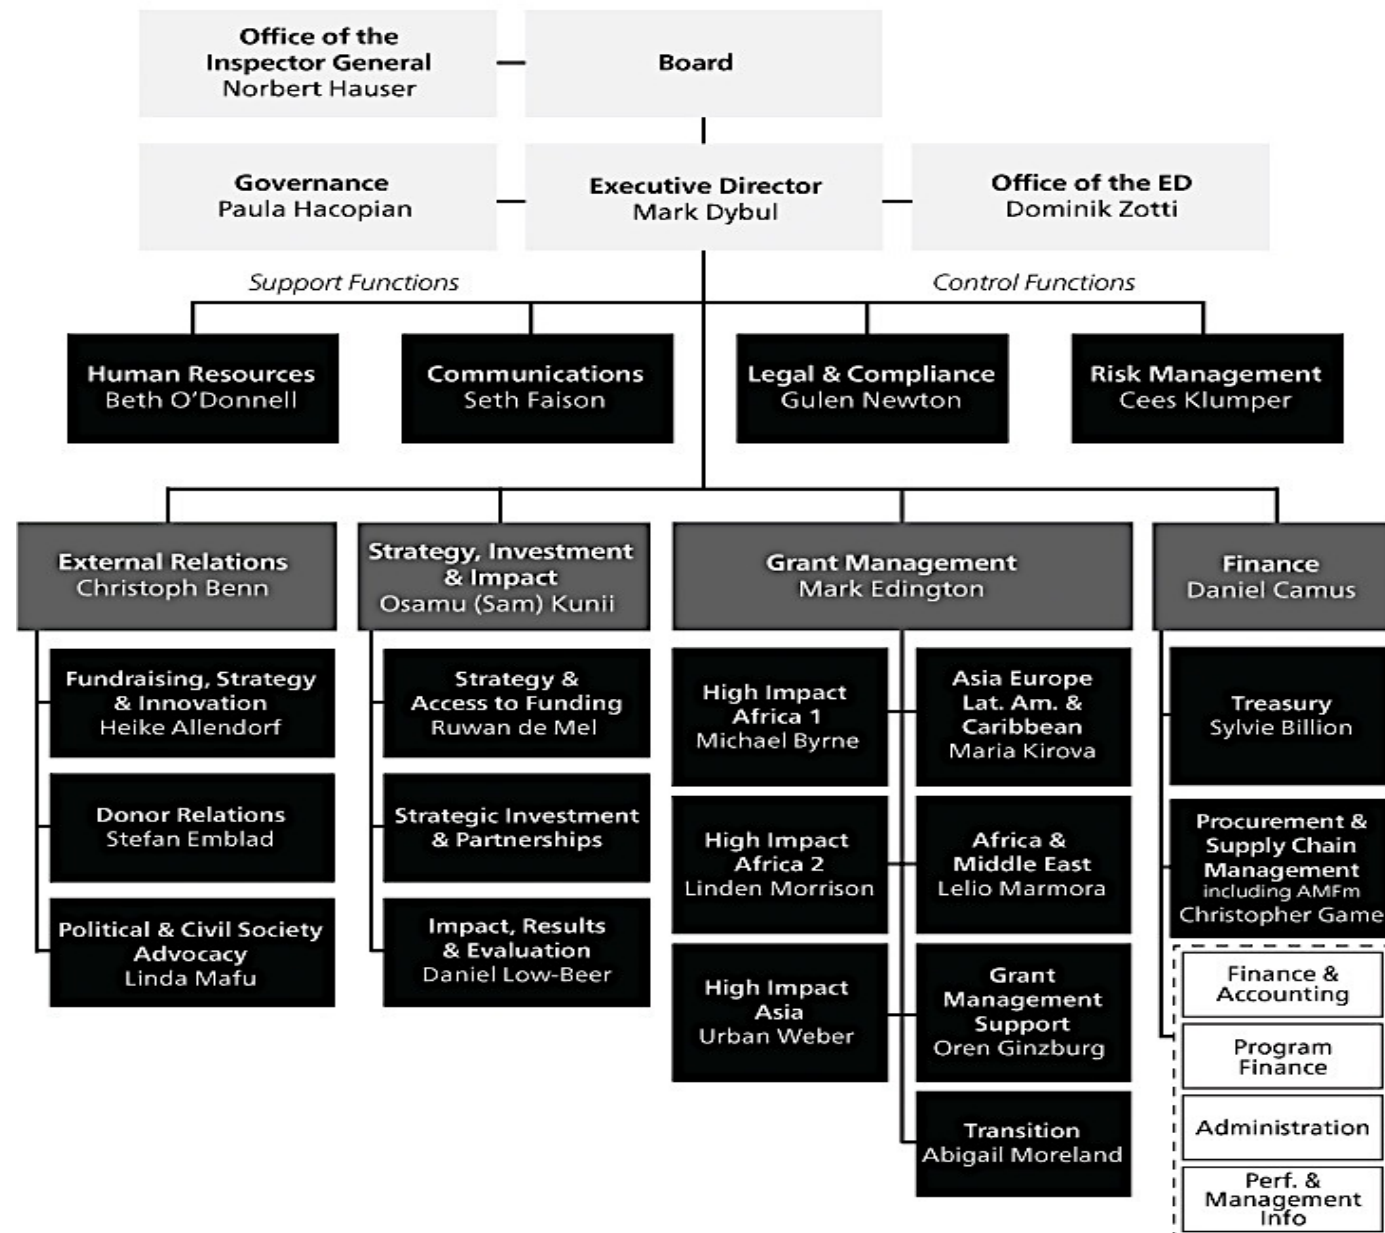 Office of the
Inspector General
Norbert Hauser
Board
Governance
Paula Hacopian
Executive Director
Mark Dybul
Office of the ED
Dominik Zotti
Support Functions
Control Functions
Human Resources
Beth O'Donnell
Communications
Seth Faison
Legal & Compliance
Gulen Newton
Risk Management
Cees Klumper
External Relations
Christoph Benn
Strategy, Investment
& Impact
Osamu (Sam) Kunii
Grant Management
Mark Edington
Finance
Daniel Camus
Fundraising, Strategy
& Innovation
Heike Allendorf
Donor Relations
Stefan Emblad
Political & Civil Society
Advocacy
Linda Mafu
Strategy &
Access to Funding
Ruwan de Mel
Strategic Investment
& Partnerships
Impact, Results
& Evaluation
Daniel Low-Beer
High Impact
Africa 1
Michael Byrne
High Impact
Africa 2
Linden Morrison
High Impact
Asia
Urban Weber
Asia Europe
Lat. Am. &
Caribbean
Maria Kirova
Africa &
Middle East
Lelio Marmora
Grant
Management
Support
Oren Ginzburg
Transition
Abigail Moreland
Treasury
Sylvie Billion
Procurement &
Supply Chain
Management
including AMFm
Christopher Game
Finance &
Accounting
Program
Finance
Administration
Perf. &
Management
Info